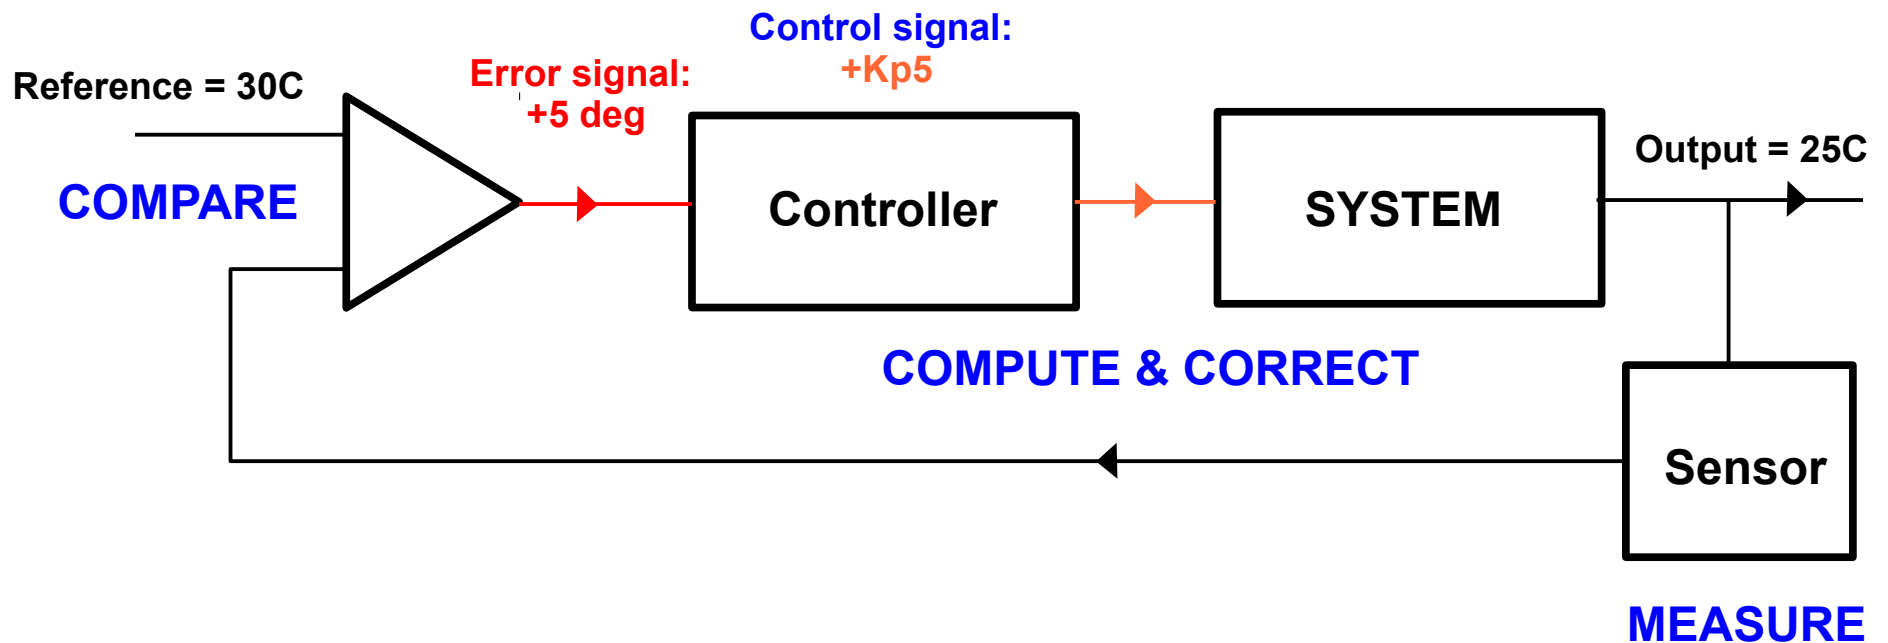 Control signal:
+Kp5
Error signal:
+5 deg
Reference = 30C
Output = 25C
COMPARE
Controller
SYSTEM
COMPUTE & CORRECT
Sensor
MEASURE